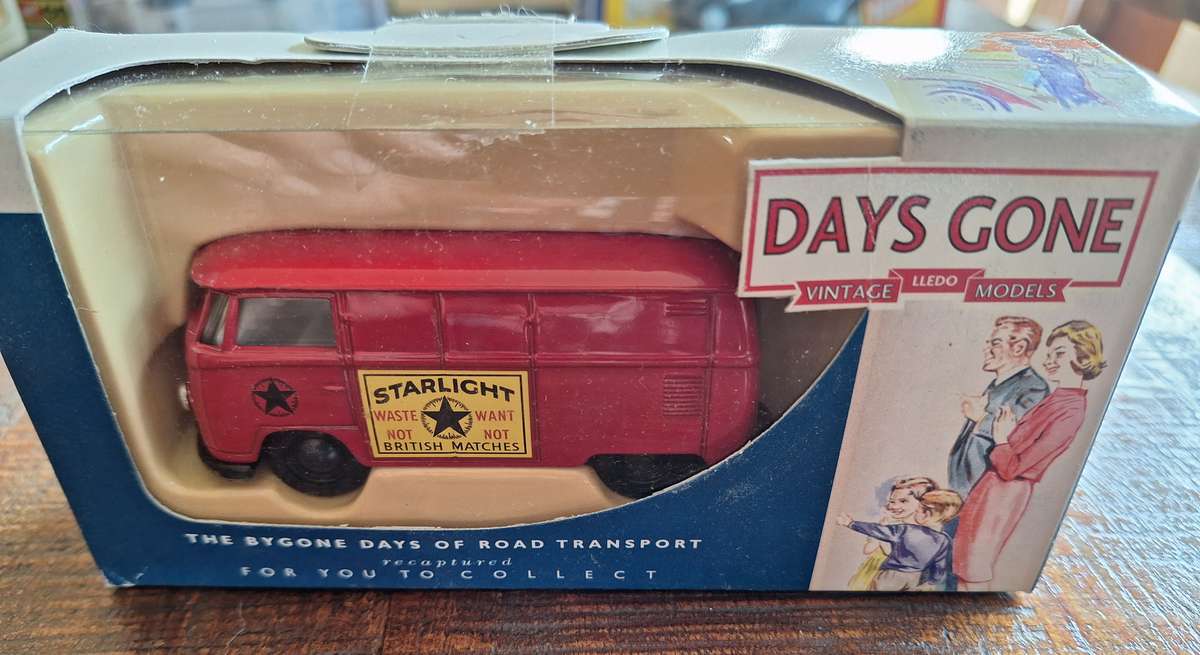 DAYS GONE
VINTAGE LLEDO MODELS
STARLIGHT
WASTE WANT
NOT NOT
BRITISH MATCHES
THE BYGONE DAYS OF ROAD TRANSPORT
recaptured
FOR YOU TO COLLECT